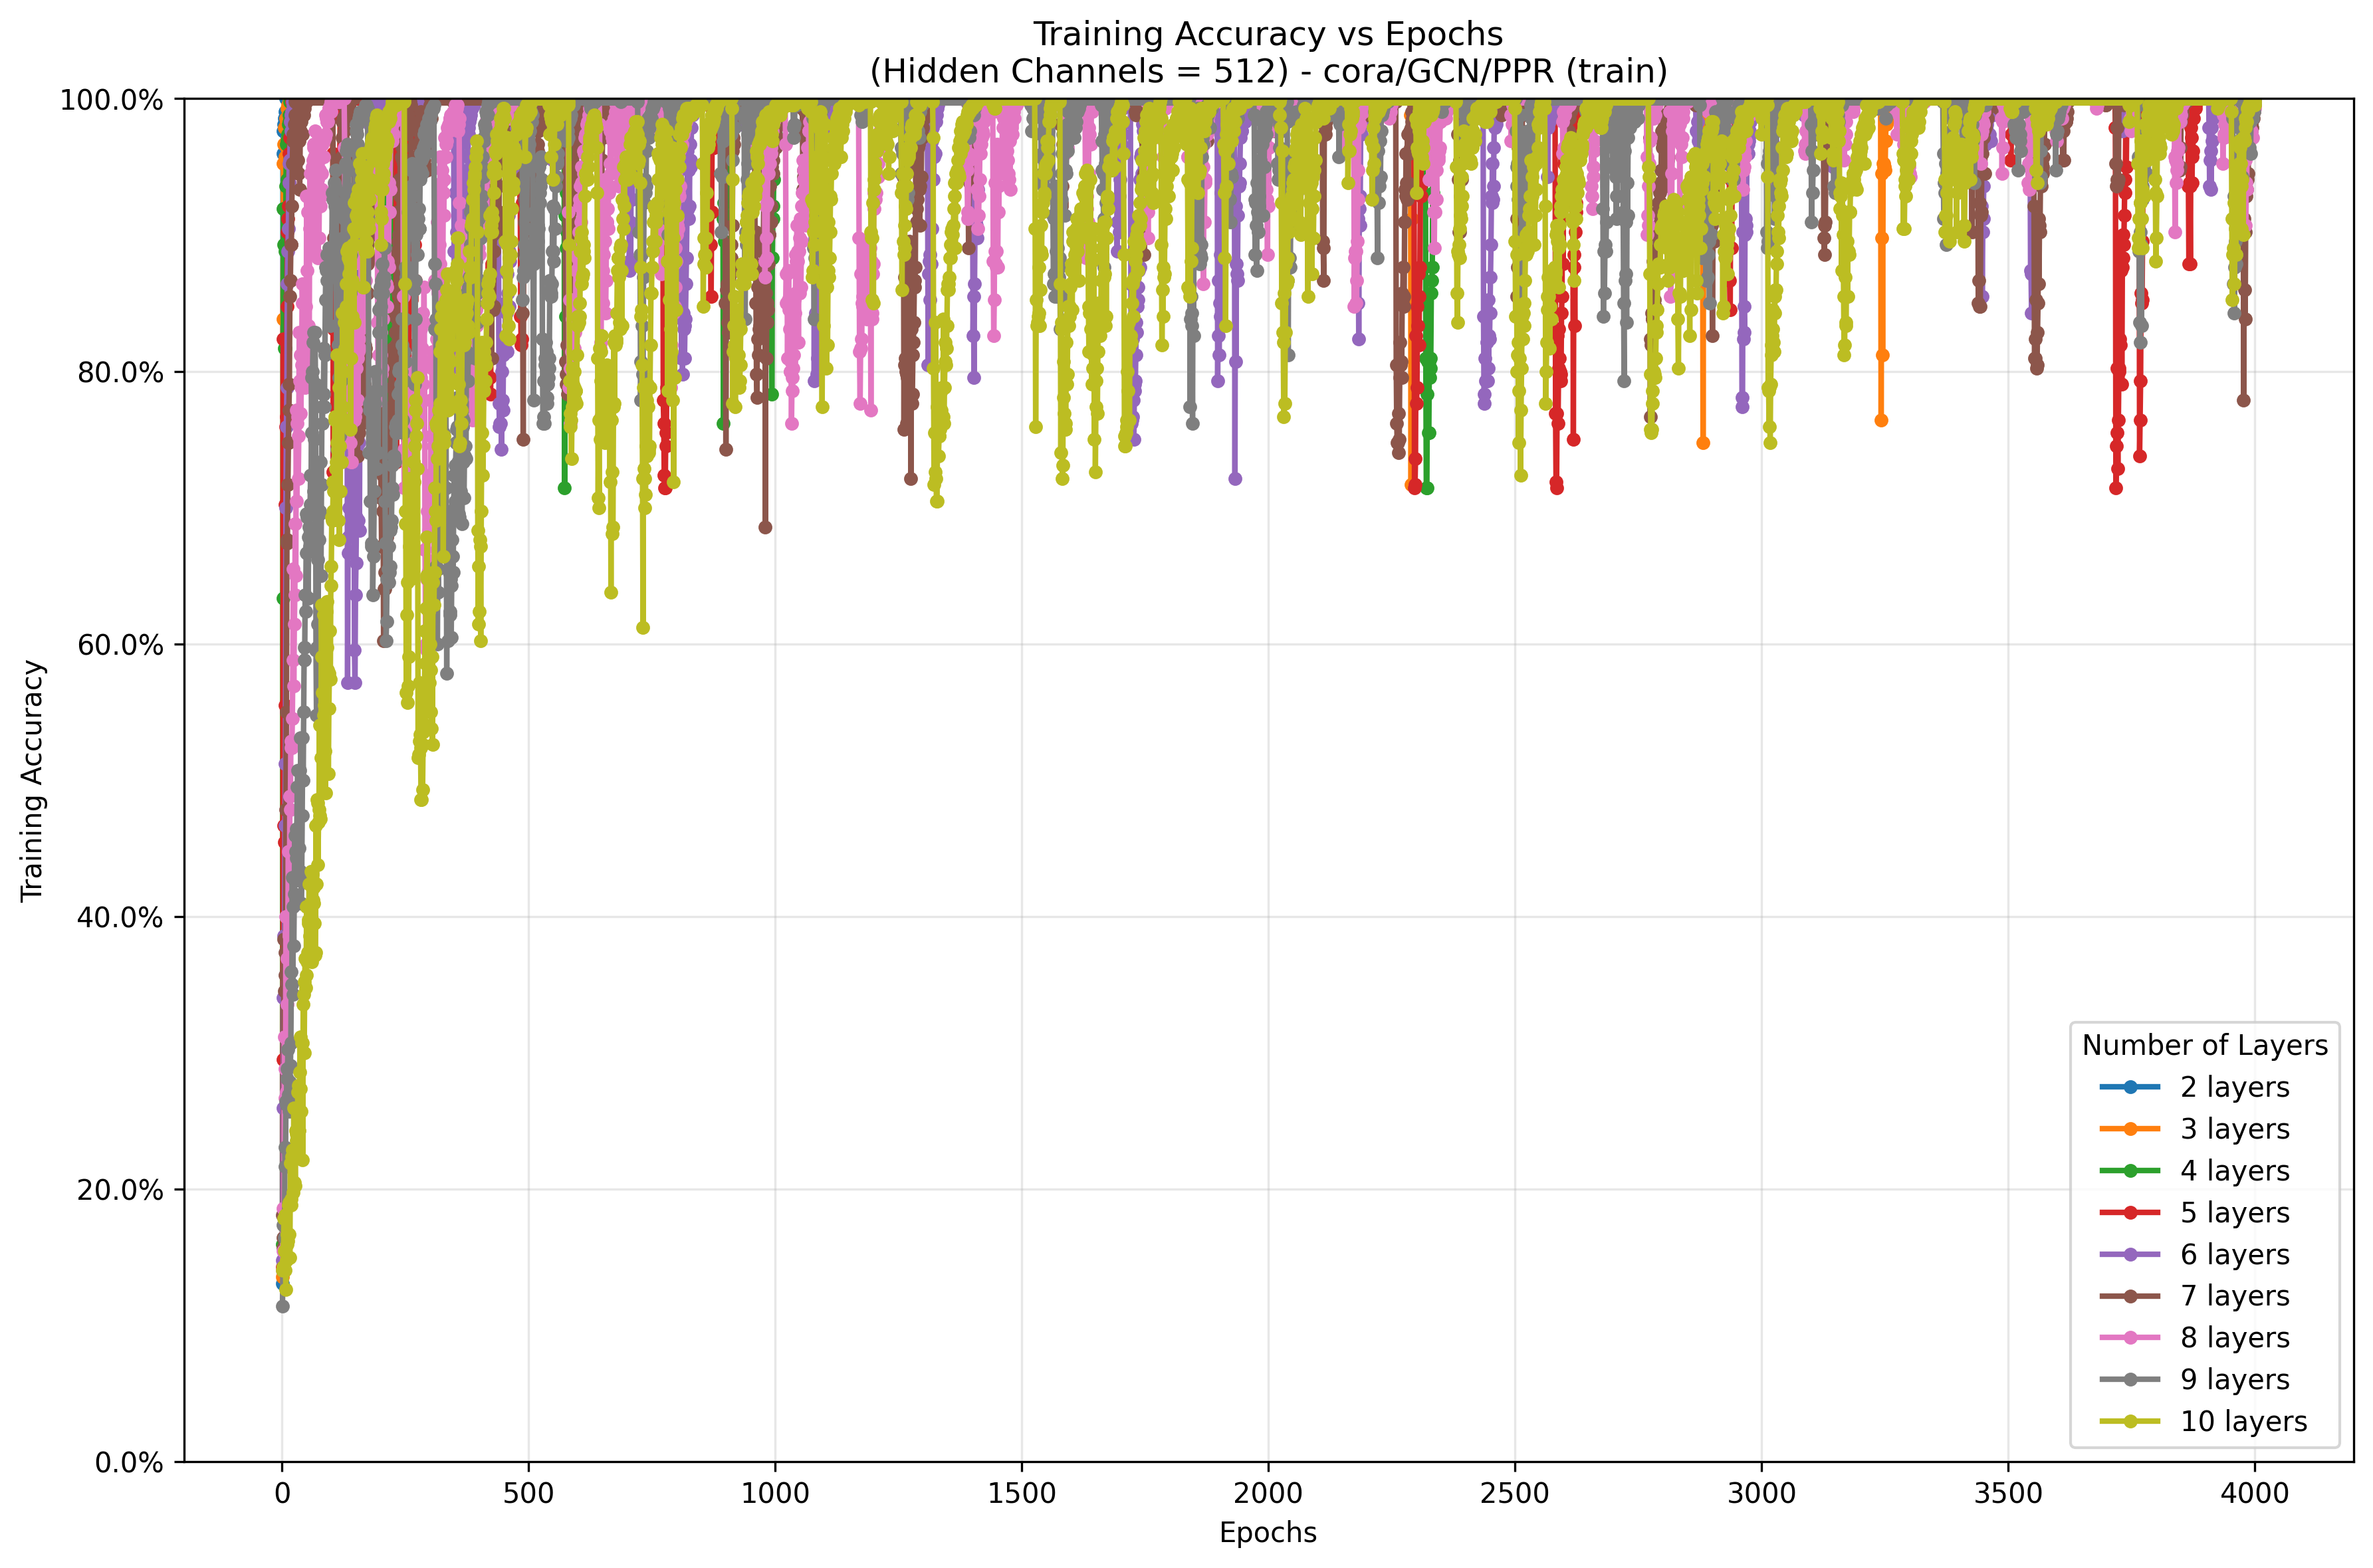 Training Accuracy vs Epochs
(Hidden Channels = 512) - cora/GCN/PPR (train)
100.0%
80.0%
60.0%
40.0%
20.0%
0.0%
Training Accuracy
0 500 1000 1500 2000 2500 3000 3500 4000
Epochs
Number of Layers
2 layers
3 layers
4 layers
5 layers
6 layers
7 layers
8 layers
9 layers
10 layers